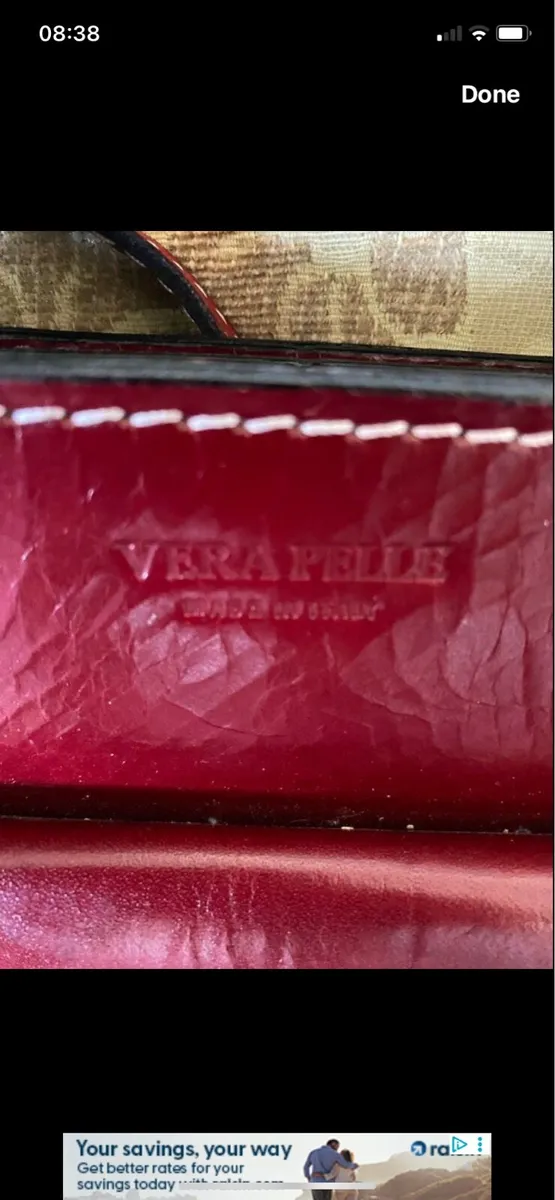 08:38
Done
VERA PELLE
MADE IN ITALY
Your savings, your way
Get better rates for your
savings today